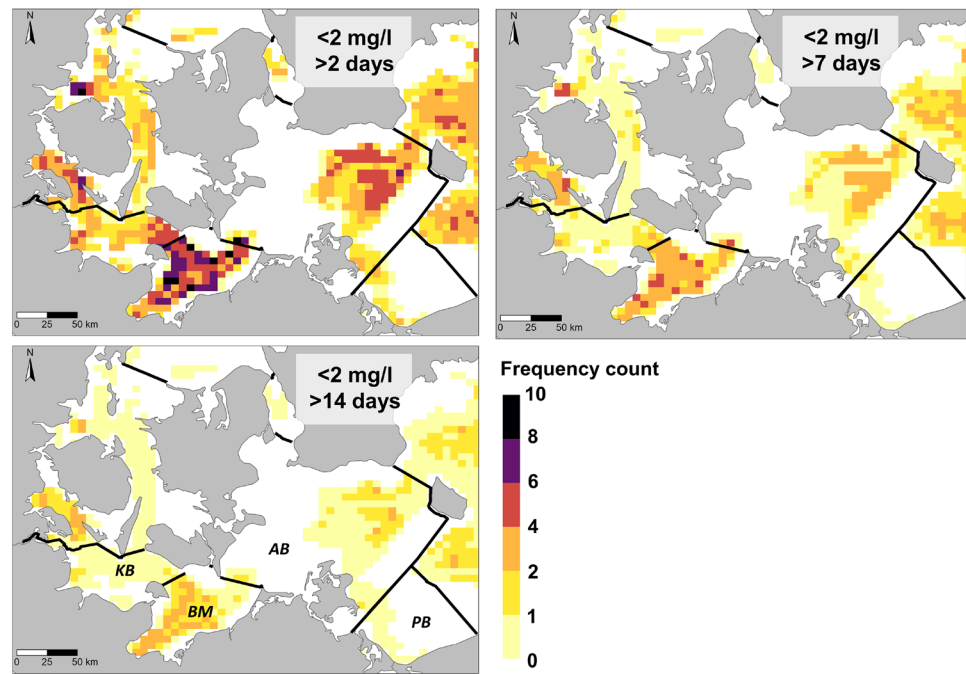 N
<2 mg/l
>2 days
0 25 50 km
N
<2 mg/l
>7 days
0 25 50 km
N
<2 mg/l
>14 days
KB
BM
AB
PB
0 25 50 km
Frequency count
10
8
6
4
2
1
0